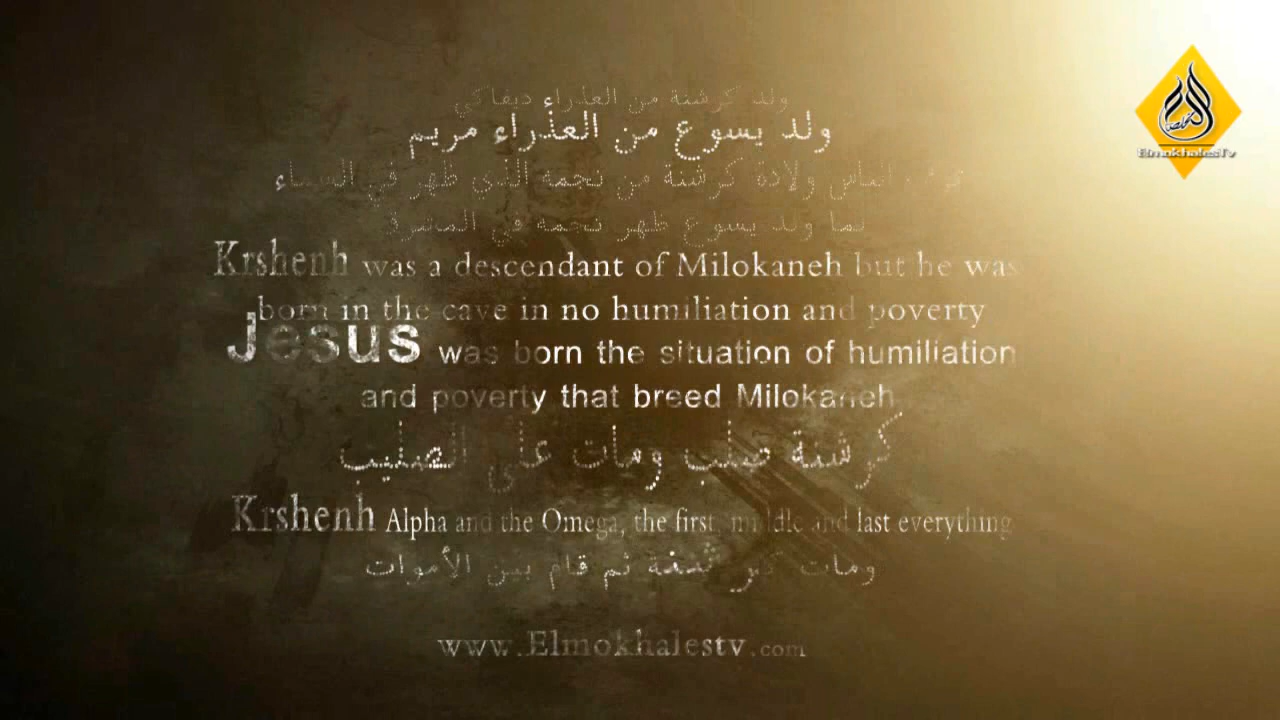 ولد كرشنة من العذراء ديفاكي
ولد يسوع من العذراء مريم
الناس ولادة كرشنة من نجمه الذي ظهر في السماء
لما ولد يسوع ظهر نجمه في المشرق
Krshenh was a descendant of Milokaneh but he was
born in the cave in no humiliation and poverty
Jesus was born the situation of humiliation
and poverty that breed Milokaneh
كرشنة صلب ومات على الصليب
Krshenh Alpha and the Omega, the first, middle and last everything
ومات كرشنة ثم قام بين الأموات
www.Elmokhalestv.com
المخلص
ElmokhalesTv